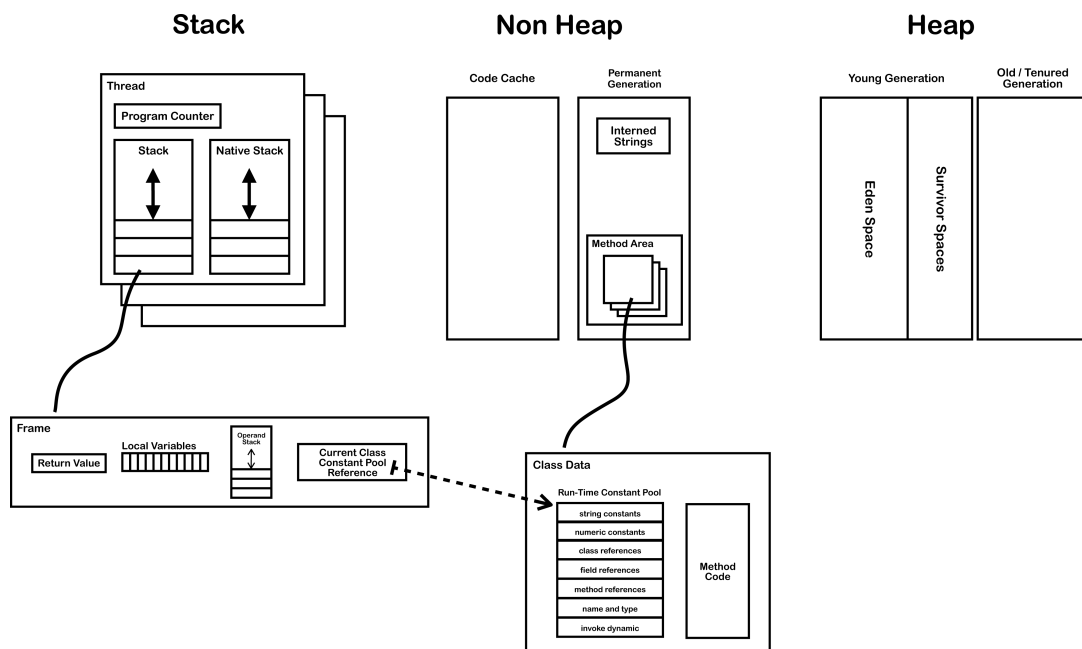 Stack
Non Heap
Heap
Thread
Program Counter
Stack
Native Stack
Code Cache
Permanent
Generation
Interned
Strings
Method Area
Young Generation
Old / Tenured
Generation
Eden Space
Survivor Spaces
Frame
Return Value
Local Variables
Operand
Stack
Current Class
Constant Pool
Reference
Class Data
Run-Time Constant Pool
string constants
numeric constants
class references
field references
method references
name and type
invoke dynamic
Method
Code